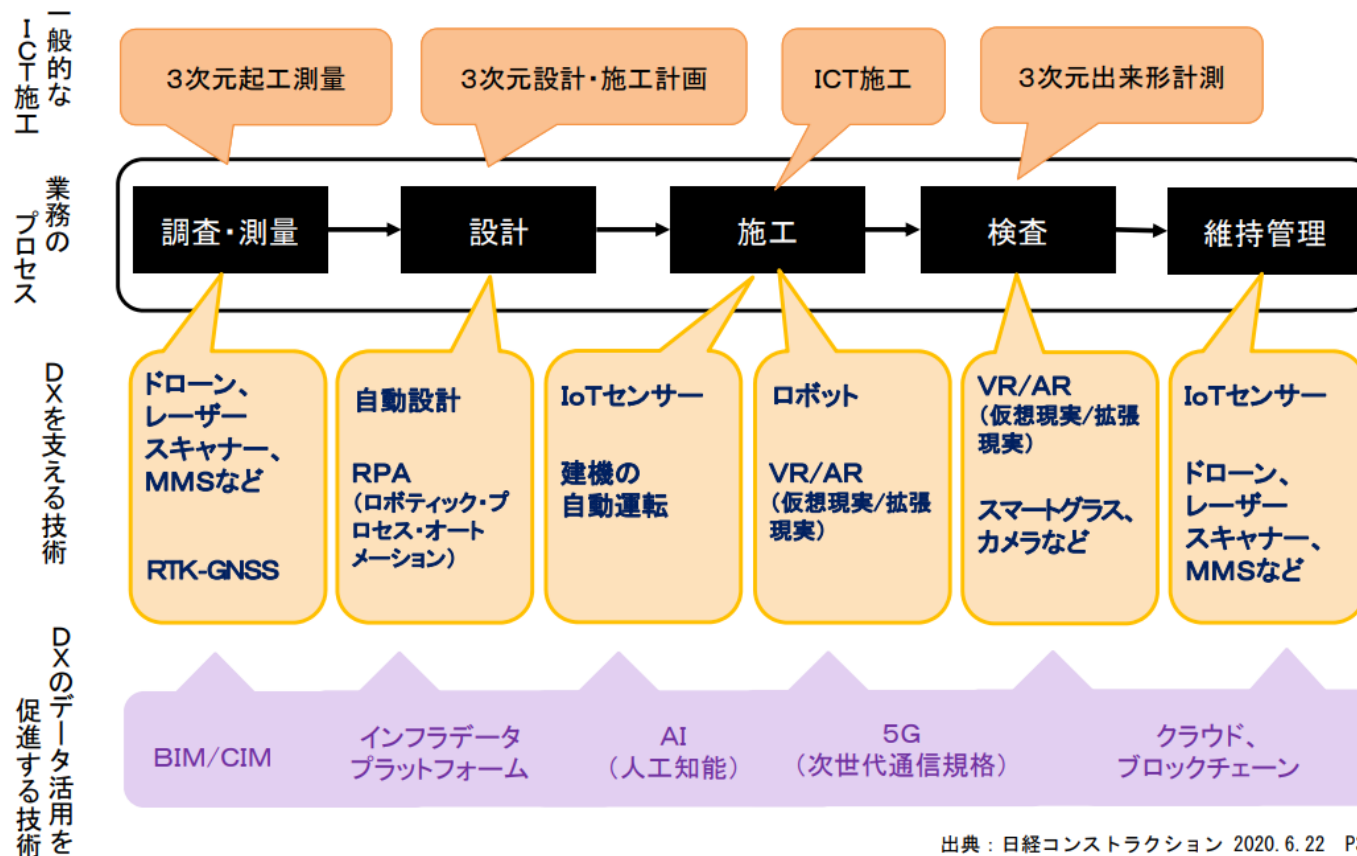 一般的な
ICT施工
3次元起工測量
3次元設計・施工計画
ICT施工
3次元出来形計測
業務の
プロセス
調査・測量
設計
施工
検査
維持管理
DXを支える技術
ドローン、
レーザー
スキャナー、
MMSなど
RTK-GNSS
自動設計
RPA
(ロボティック・プ
ロセス・オート
メーション)
IoTセンサー
建機の
自動運転
ロボット
VR/AR
(仮想現実/拡張
現実)
VR/AR
(仮想現実/拡張
現実)
スマートグラス、
カメラなど
IoTセンサー
ドローン、
レーザー
スキャナー、
MMSなど
DXのデータ活用を
促進する技術
BIM/CIM
インフラデータ
プラットフォーム
AI
(人工知能)
5G
(次世代通信規格)
クラウド、
ブロックチェーン
出典:日経コンストラクション 2020.6.22